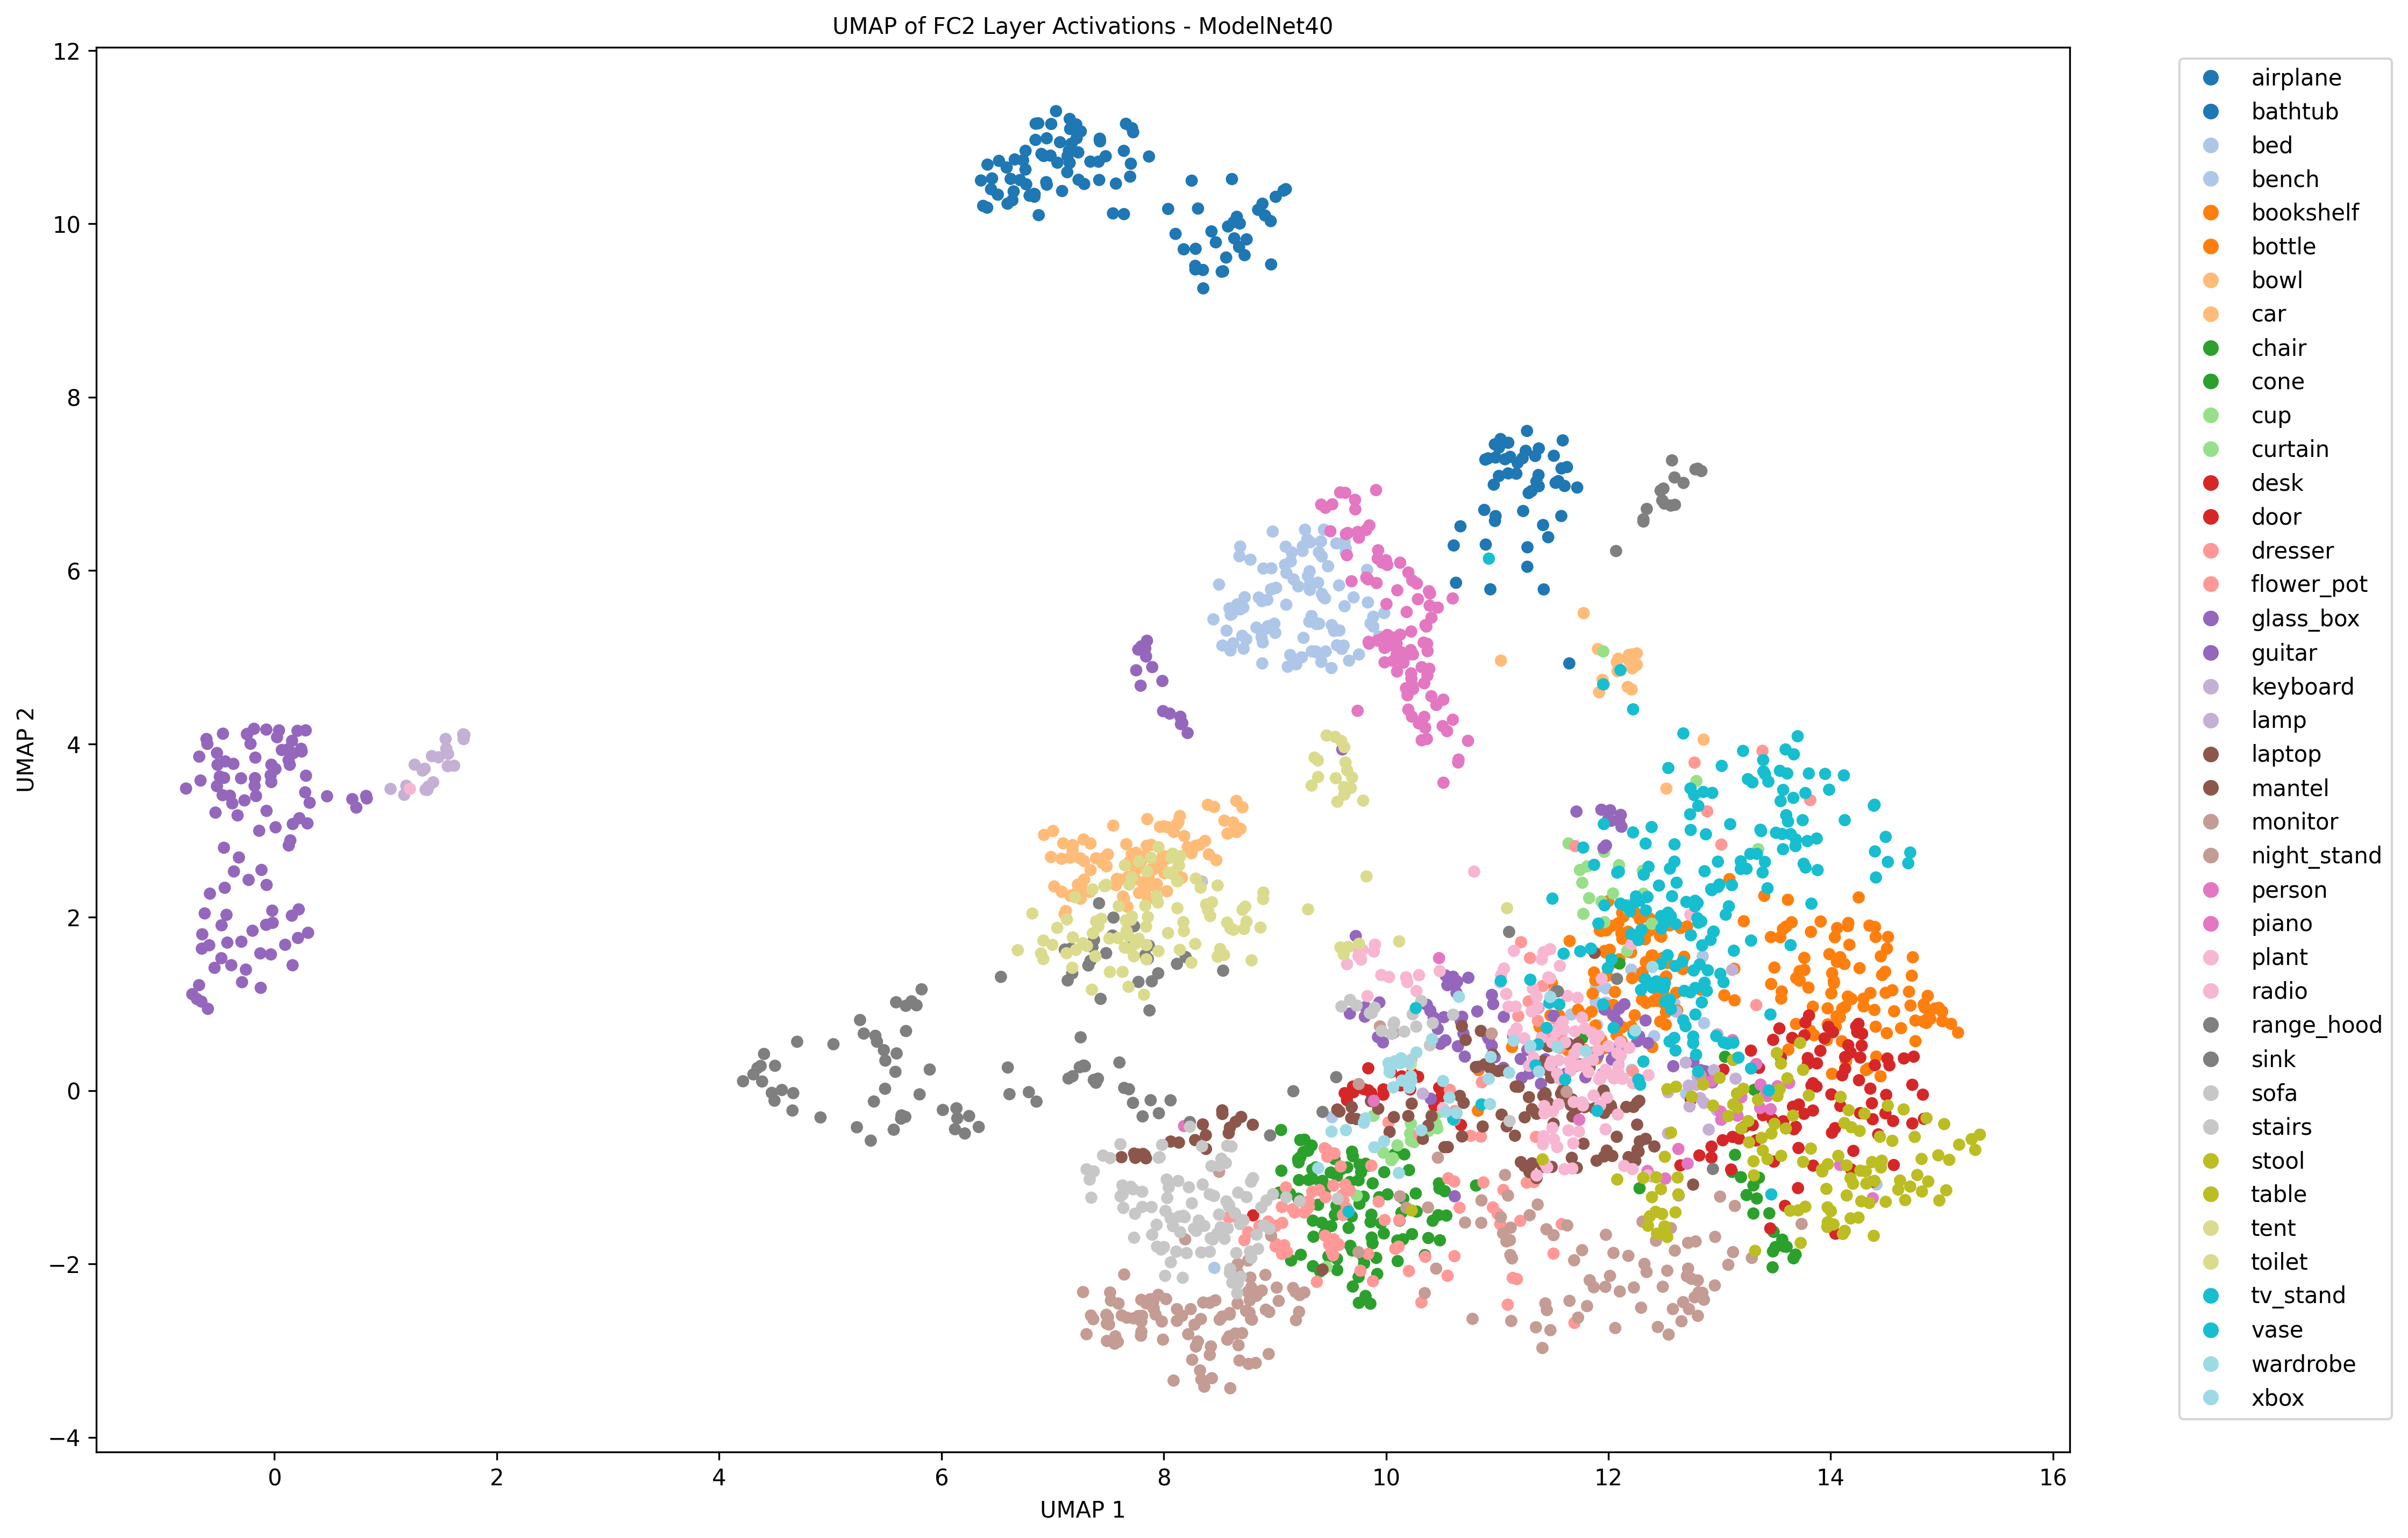 UMAP of FC2 Layer Activations - ModelNet40
12
10
8
6
4
2
0
−2
−4
UMAP 2
0 2 4 6 8 10 12 14 16
UMAP 1
airplane
bathtub
bed
bench
bookshelf
bottle
bowl
car
chair
cone
cup
curtain
desk
door
dresser
flower_pot
glass_box
guitar
keyboard
lamp
laptop
mantel
monitor
night_stand
person
piano
plant
radio
range_hood
sink
sofa
stairs
stool
table
tent
toilet
tv_stand
vase
wardrobe
xbox